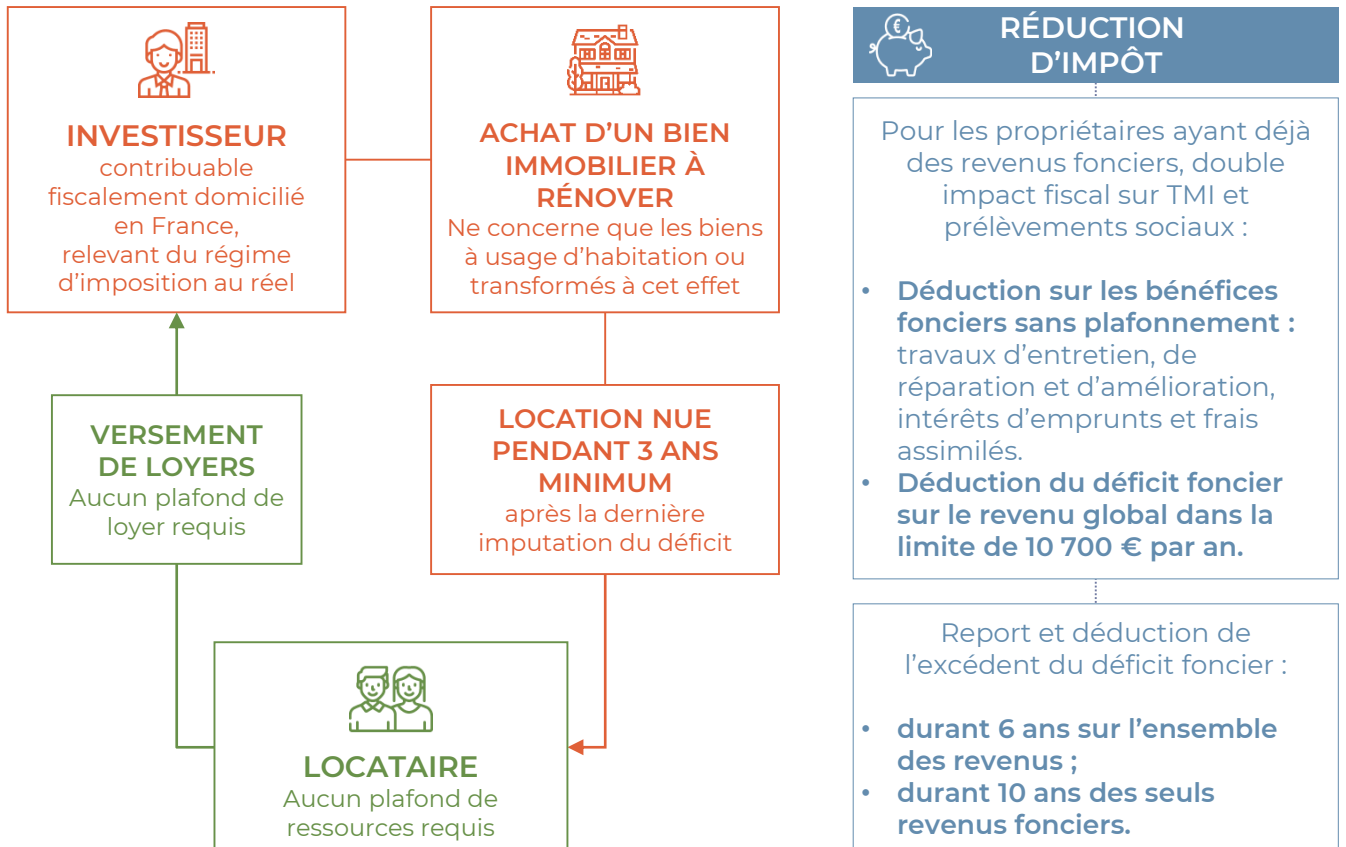 INVESTISSEUR
contribuable
fiscalement domicilié
en France,
relevant du régime
d'imposition au réel
ACHAT D'UN BIEN
IMMOBILIER À
RÉNOVER
Ne concerne que les biens
à usage d'habitation ou
transformés à cet effet
VERSEMENT
DE LOYERS
Aucun plafond de
loyer requis
LOCATION NUE
PENDANT 3 ANS
MINIMUM
après la dernière
imputation du déficit
LOCATAIRE
Aucun plafond de
ressources requis
€
RÉDUCTION
D'IMPÔT
Pour les propriétaires ayant déjà
des revenus fonciers, double
impact fiscal sur TMI et
prélèvements sociaux :
• Déduction sur les bénéfices
fonciers sans plafonnement :
travaux d'entretien, de
réparation et d'amélioration,
intérêts d'emprunts et frais
assimilés.
• Déduction du déficit foncier
sur le revenu global dans la
limite de 10 700 € par an.
Report et déduction de
l'excédent du déficit foncier :
• durant 6 ans sur l'ensemble
des revenus ;
• durant 10 ans des seuls
revenus fonciers.